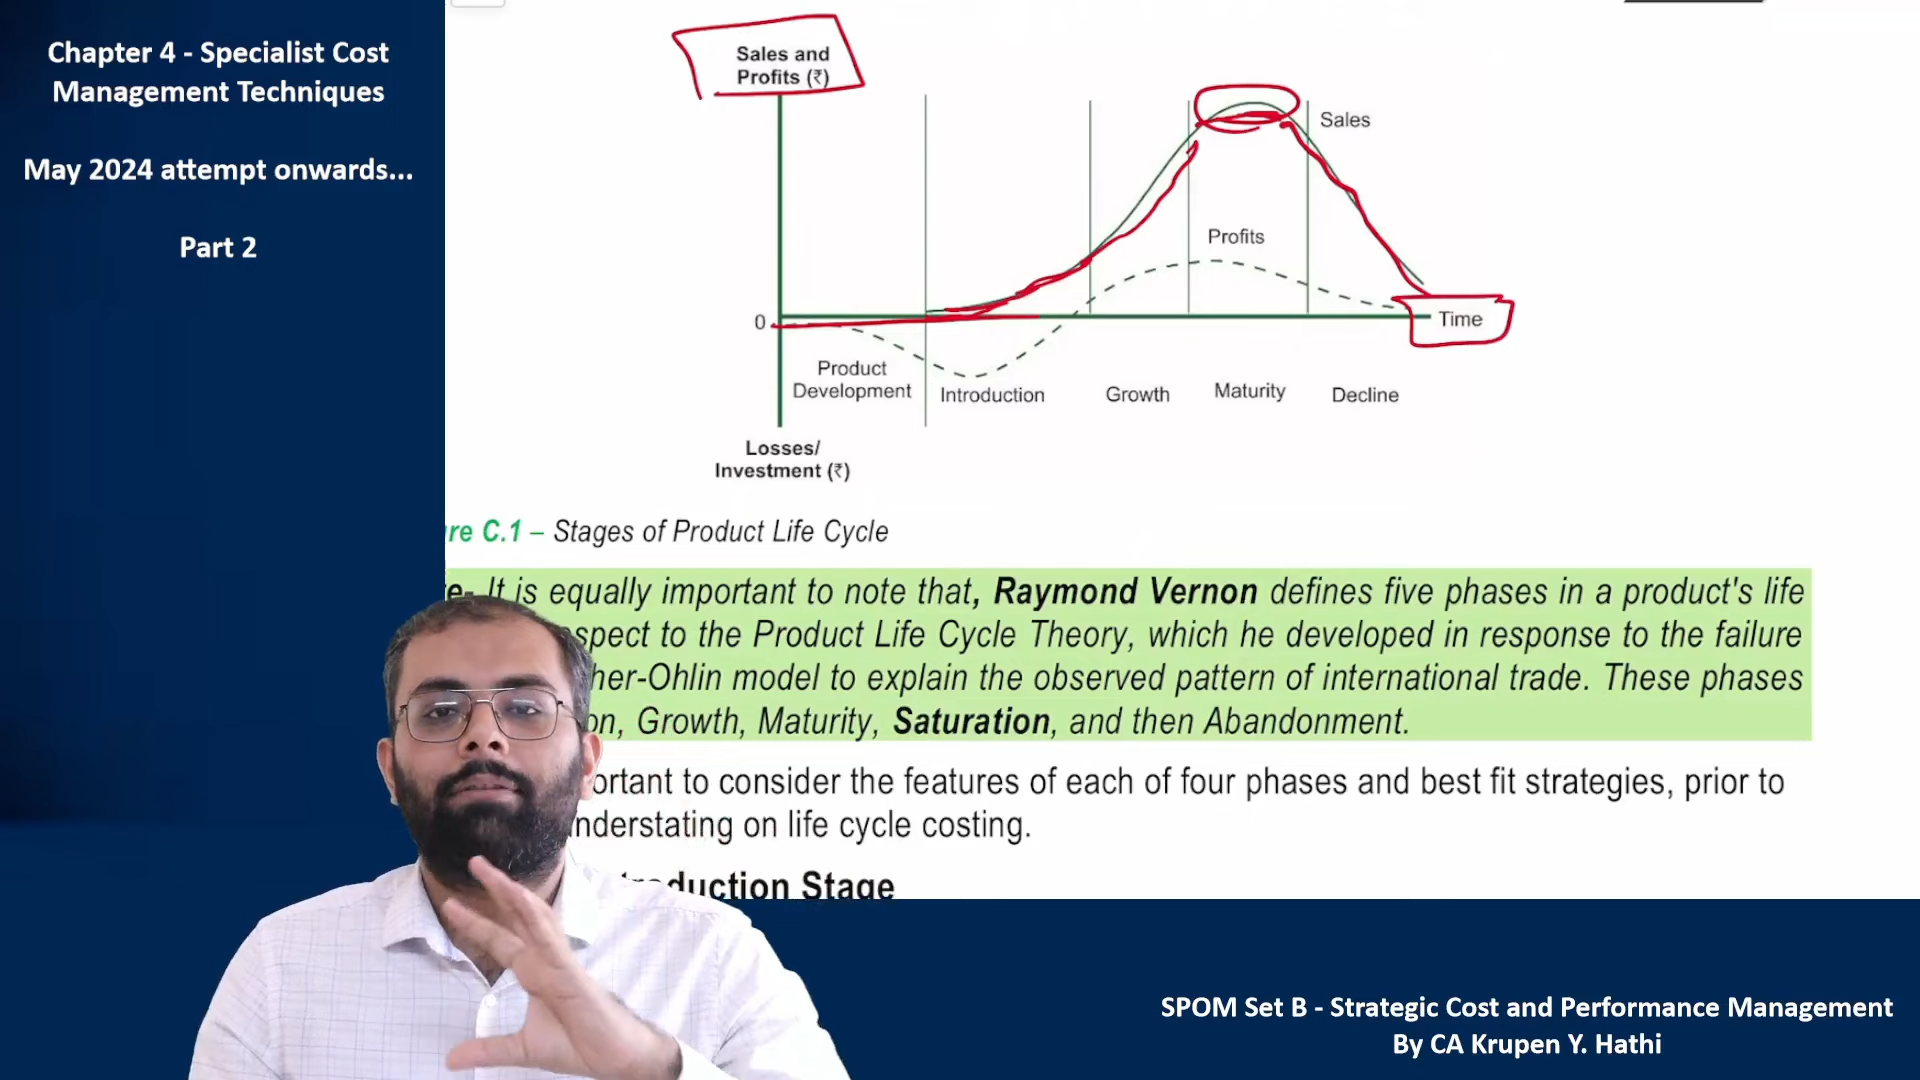 Chapter 4 - Specialist Cost
Management Techniques
May 2024 attempt onwards...
Part 2
Sales and
Profits (₹)
Sales
Profits
0
Time
Product
Development
Introduction
Growth
Maturity
Decline
Losses/
Investment (₹)
re C.1 – Stages of Product Life Cycle
e- It is equally important to note that, Raymond Vernon defines five phases in a product's life
spect to the Product Life Cycle Theory, which he developed in response to the failure
her-Ohlin model to explain the observed pattern of international trade. These phases
on, Growth, Maturity, Saturation, and then Abandonment.
ortant to consider the features of each of four phases and best fit strategies, prior to
nderstating on life cycle costing.
roduction Stage
SPOM Set B - Strategic Cost and Performance Management
By CA Krupen Y. Hathi